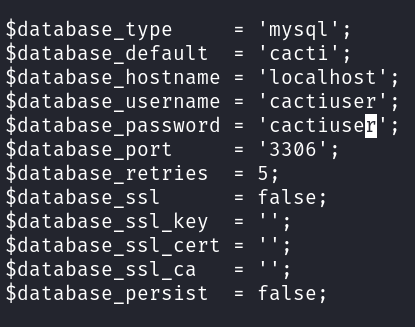 $database_type     = 'mysql';
$database_default  = 'cacti';
$database_hostname = 'localhost';
$database_username = 'cactiuser';
$database_password = 'cactiuser';
$database_port     = '3306';
$database_retries  = 5;
$database_ssl      = false;
$database_ssl_key  = '';
$database_ssl_cert = '';
$database_ssl_ca   = '';
$database_persist  = false;